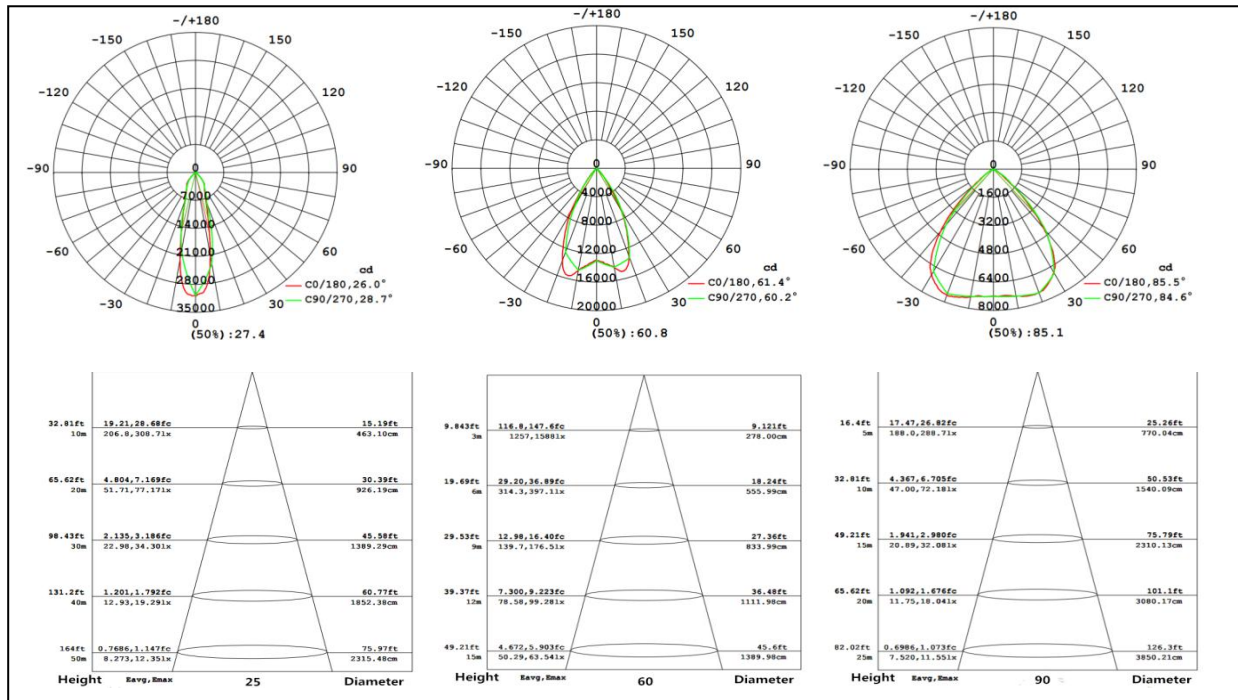 -/+180
-150 150
-120 120
-90 90
-60 60
-30 30
0
7000
14000
21000
28000
35000
0
cd
C0/180,26.0°
C90/270,28.7°
(50%):27.4
-/+180
-150 150
-120 120
-90 90
-60 60
-30 30
0
4000
8000
12000
16000
20000
0
cd
C0/180,61.4°
C90/270,60.2°
(50%):60.8
-/+180
-150 150
-120 120
-90 90
-60 60
-30 30
0
1600
3200
4800
6400
8000
0
cd
C0/180,85.5°
C90/270,84.6°
(50%):85.1
32.81ft 19.21,28.68fc 15.19ft
10m 206.8,308.7lx 463.10cm
65.62ft 4.804,7.169fc 30.39ft
20m 51.71,77.17lx 926.19cm
98.43ft 2.135,3.186fc 45.58ft
30m 22.98,34.30lx 1389.29cm
131.2ft 1.201,1.792fc 60.77ft
40m 12.93,19.29lx 1852.38cm
164ft 0.7686,1.147fc 75.97ft
50m 8.273,12.35lx 2315.48cm
Height Eavg,Emax 25 Diameter
9.843ft 116.8,147.6fc 9.121ft
3m 1257,1588lx 278.00cm
19.69ft 29.20,36.89fc 18.24ft
6m 314.3,397.1lx 555.99cm
29.53ft 12.98,16.40fc 27.36ft
9m 139.7,176.5lx 833.99cm
39.37ft 7.300,9.223fc 36.48ft
12m 78.58,99.28lx 1111.98cm
49.21ft 4.672,5.903fc 45.6ft
15m 50.29,63.54lx 1389.98cm
Height Eavg,Emax 60 Diameter
16.4ft 17.47,26.82fc 25.26ft
5m 188.0,288.7lx 770.04cm
32.81ft 4.367,6.705fc 50.53ft
10m 47.00,72.18lx 1540.09cm
49.21ft 1.941,2.980fc 75.79ft
15m 20.89,32.08lx 2310.13cm
65.62ft 1.092,1.676fc 101.1ft
20m 11.75,18.04lx 3080.17cm
82.02ft 0.6986,1.073fc 126.3ft
25m 7.520,11.55lx 3850.21cm
Height Eavg,Emax 90 Diameter